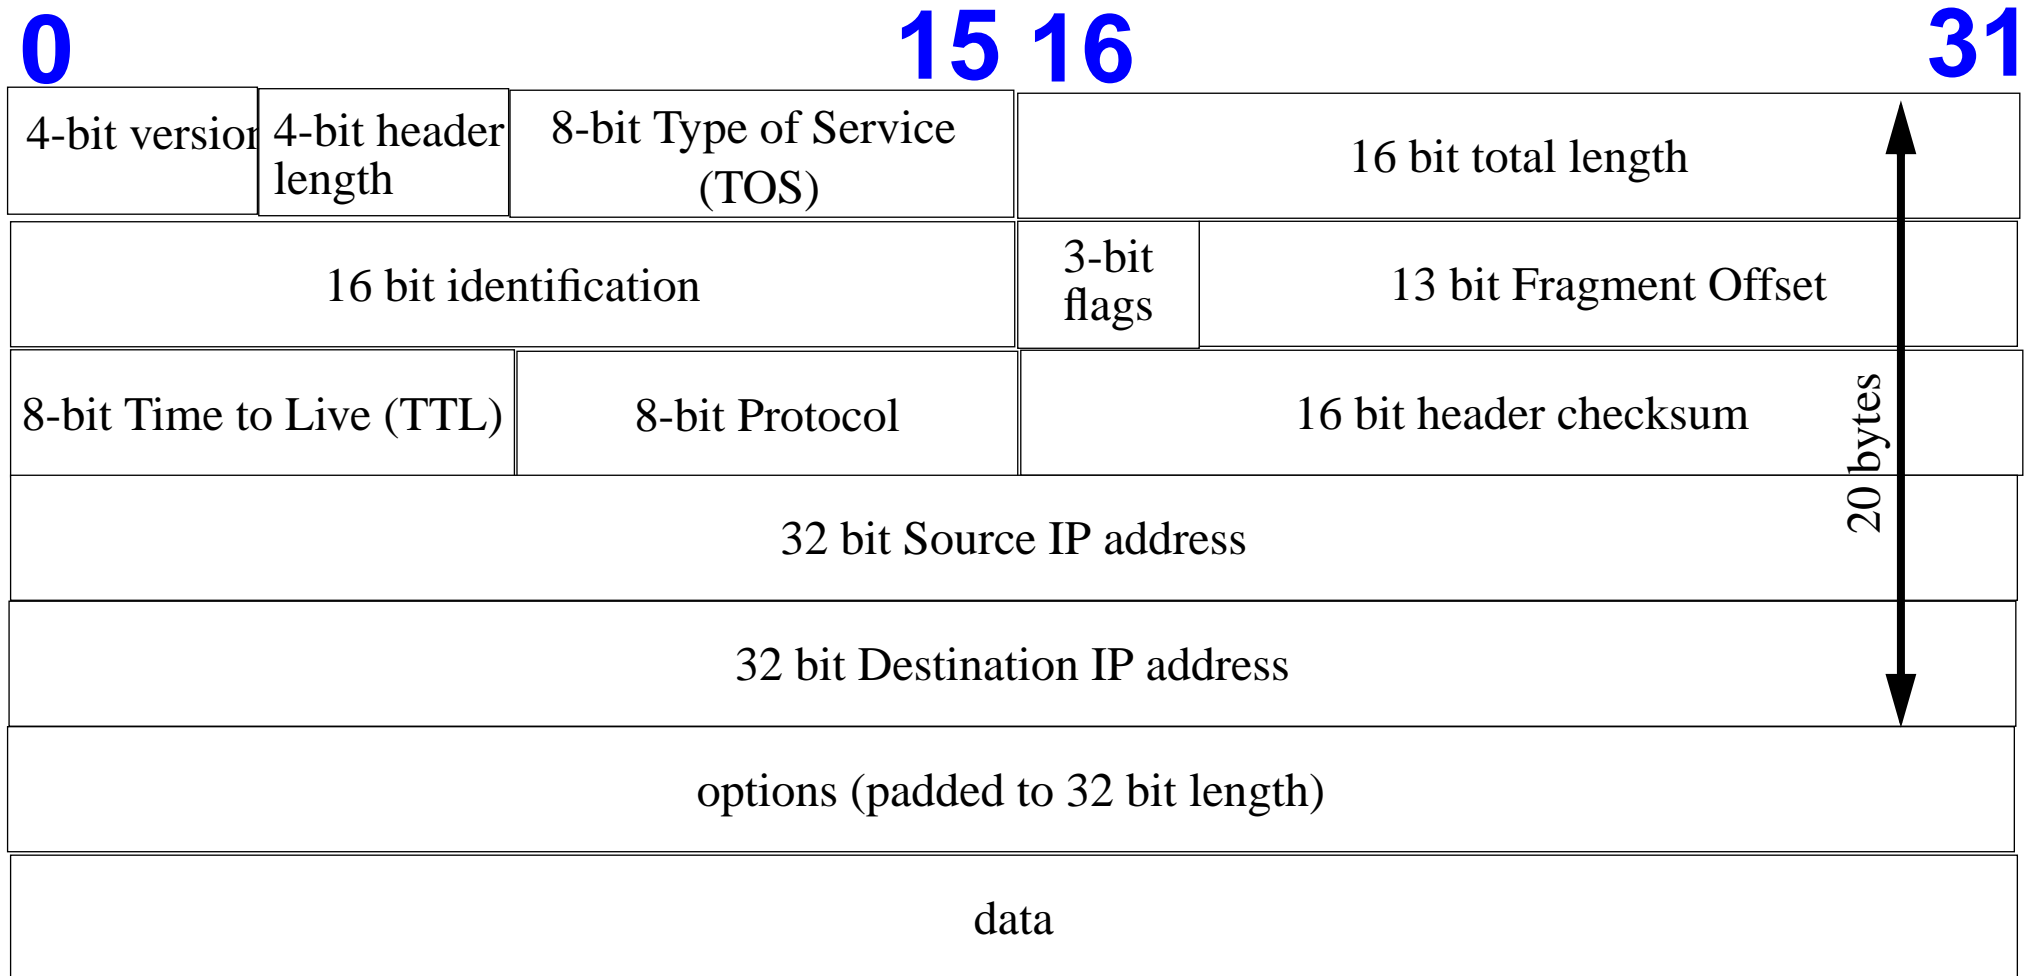 0 15 16 31
4-bit version
4-bit header
length
8-bit Type of Service
(TOS)
16 bit total length
16 bit identification
3-bit
flags
13 bit Fragment Offset
8-bit Time to Live (TTL)
8-bit Protocol
16 bit header checksum
20 bytes
32 bit Source IP address
32 bit Destination IP address
options (padded to 32 bit length)
data